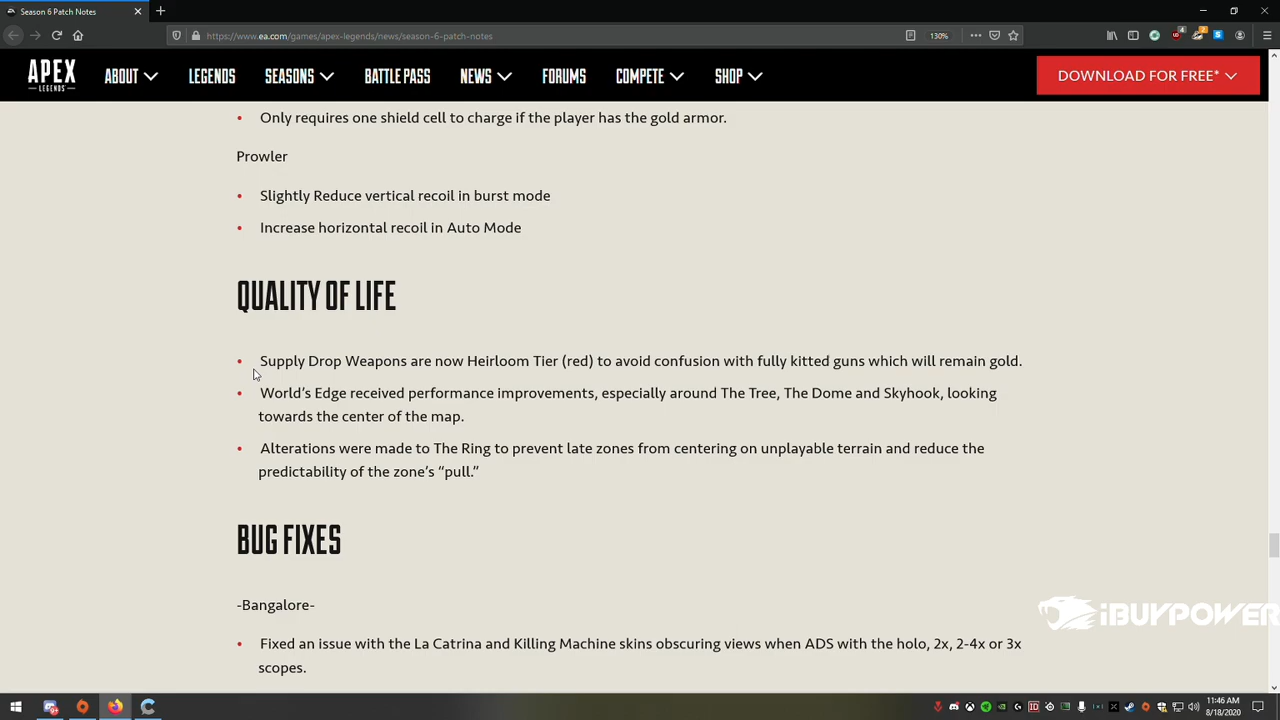 Season 6 Patch Notes
https://www.ea.com/games/apex-legends/news/season-6-patch-notes
130%
APEX
LEGENDS
ABOUT
LEGENDS
SEASONS
BATTLE PASS
NEWS
FORUMS
COMPETE
SHOP
DOWNLOAD FOR FREE*
• Only requires one shield cell to charge if the player has the gold armor.
Prowler
• Slightly Reduce vertical recoil in burst mode
• Increase horizontal recoil in Auto Mode
QUALITY OF LIFE
• Supply Drop Weapons are now Heirloom Tier (red) to avoid confusion with fully kitted guns which will remain gold.
• World’s Edge received performance improvements, especially around The Tree, The Dome and Skyhook, looking
towards the center of the map.
• Alterations were made to The Ring to prevent late zones from centering on unplayable terrain and reduce the
predictability of the zone’s “pull.”
BUG FIXES
-Bangalore-
iBUYPOWER
• Fixed an issue with the La Catrina and Killing Machine skins obscuring views when ADS with the holo, 2x, 2-4x or 3x
scopes.
11:46 AM
8/18/2020